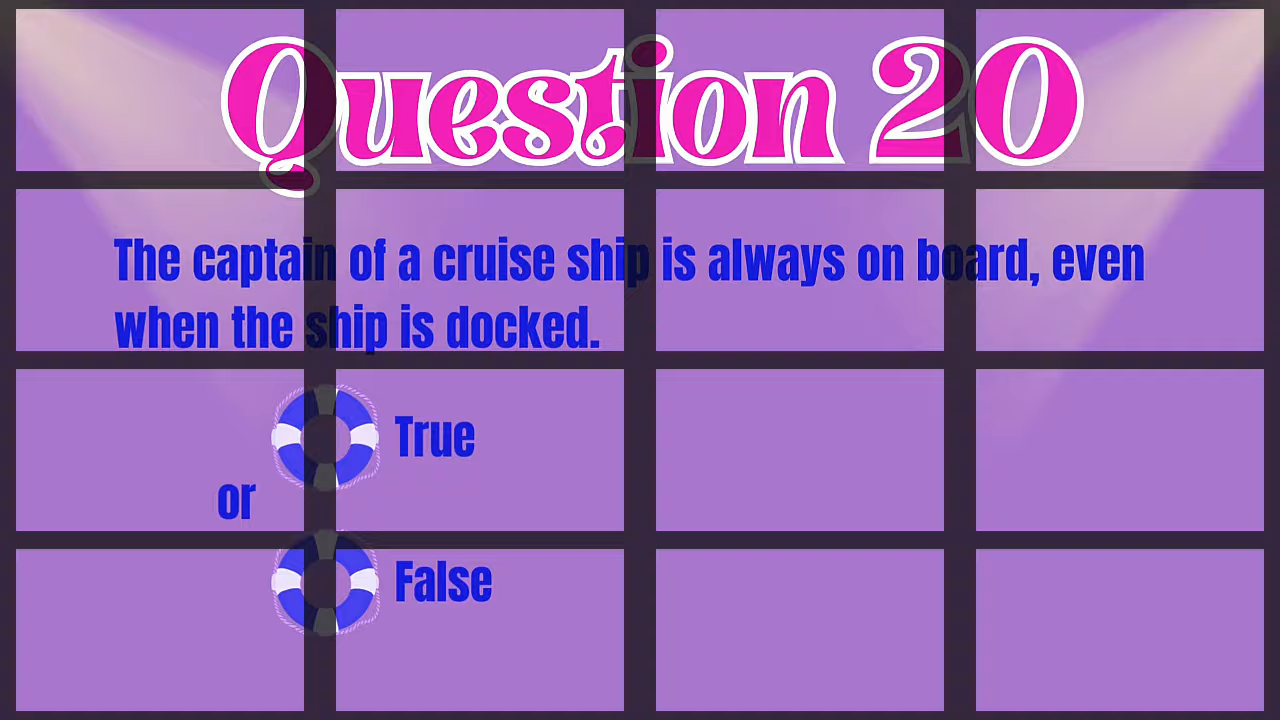 Question 20
The captain of a cruise ship is always on board, even
when the ship is docked.
True
or
False